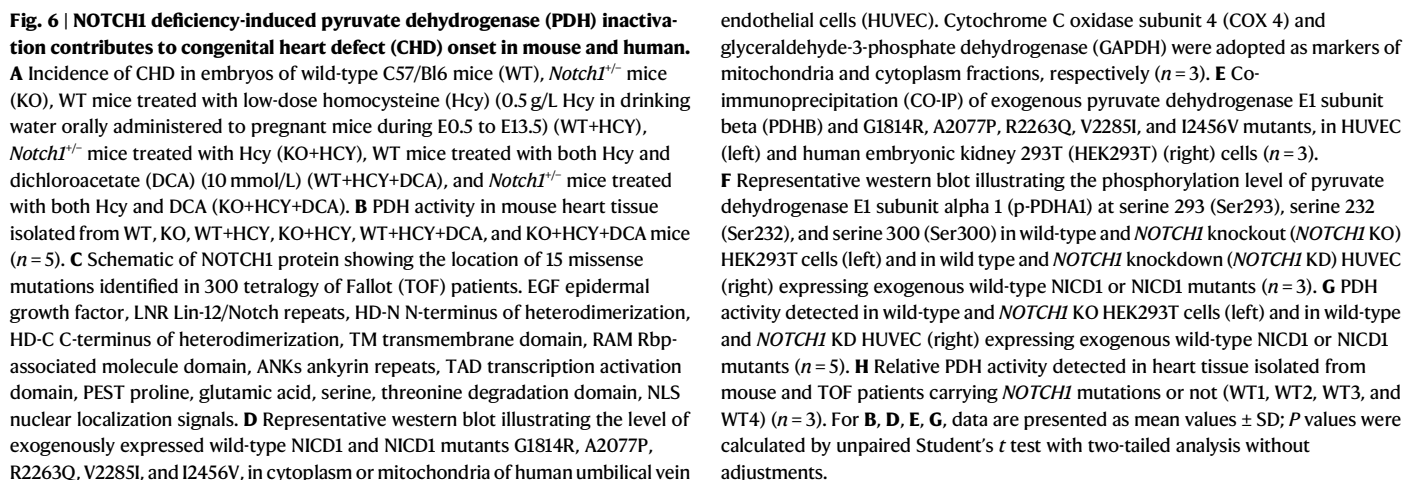 Fig. 6 | NOTCH1 deficiency-induced pyruvate dehydrogenase (PDH) inactiva-
tion contributes to congenital heart defect (CHD) onset in mouse and human.
A Incidence of CHD in embryos of wild-type C57/Bl6 mice (WT), Notch1+/− mice
(KO), WT mice treated with low-dose homocysteine (Hcy) (0.5 g/L Hcy in drinking
water orally administered to pregnant mice during E0.5 to E13.5) (WT+HCY),
Notch1+/− mice treated with Hcy (KO+HCY), WT mice treated with both Hcy and
dichloroacetate (DCA) (10 mmol/L) (WT+HCY+DCA), and Notch1+/− mice treated
with both Hcy and DCA (KO+HCY+DCA). B PDH activity in mouse heart tissue
isolated from WT, KO, WT+HCY, KO+HCY, WT+HCY+DCA, and KO+HCY+DCA mice
(n = 5). C Schematic of NOTCH1 protein showing the location of 15 missense
mutations identified in 300 tetralogy of Fallot (TOF) patients. EGF epidermal
growth factor, LNR Lin-12/Notch repeats, HD-N N-terminus of heterodimerization,
HD-C C-terminus of heterodimerization, TM transmembrane domain, RAM Rbp-
associated molecule domain, ANKs ankyrin repeats, TAD transcription activation
domain, PEST proline, glutamic acid, serine, threonine degradation domain, NLS
nuclear localization signals. D Representative western blot illustrating the level of
exogenously expressed wild-type NICD1 and NICD1 mutants G1814R, A2077P,
R2263Q, V2285I, and I2456V, in cytoplasm or mitochondria of human umbilical vein
endothelial cells (HUVEC). Cytochrome C oxidase subunit 4 (COX 4) and
glyceraldehyde-3-phosphate dehydrogenase (GAPDH) were adopted as markers of
mitochondria and cytoplasm fractions, respectively (n = 3). E Co-
immunoprecipitation (CO-IP) of exogenous pyruvate dehydrogenase E1 subunit
beta (PDHB) and G1814R, A2077P, R2263Q, V2285I, and I2456V mutants, in HUVEC
(left) and human embryonic kidney 293T (HEK293T) (right) cells (n = 3).
F Representative western blot illustrating the phosphorylation level of pyruvate
dehydrogenase E1 subunit alpha 1 (p-PDHA1) at serine 293 (Ser293), serine 232
(Ser232), and serine 300 (Ser300) in wild-type and NOTCH1 knockout (NOTCH1 KO)
HEK293T cells (left) and in wild type and NOTCH1 knockdown (NOTCH1 KD) HUVEC
(right) expressing exogenous wild-type NICD1 or NICD1 mutants (n = 3). G PDH
activity detected in wild-type and NOTCH1 KO HEK293T cells (left) and in wild-type
and NOTCH1 KD HUVEC (right) expressing exogenous wild-type NICD1 or NICD1
mutants (n = 5). H Relative PDH activity detected in heart tissue isolated from
mouse and TOF patients carrying NOTCH1 mutations or not (WT1, WT2, WT3, and
WT4) (n = 3). For B, D, E, G, data are presented as mean values ± SD; P values were
calculated by unpaired Student's t test with two-tailed analysis without
adjustments.